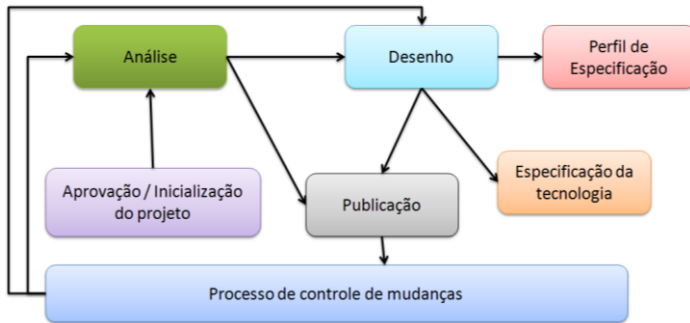 Análise
Desenho
Perfil de
Especificação
Aprovação / Inicialização
do projeto
Publicação
Especificação da
tecnologia
Processo de controle de mudanças